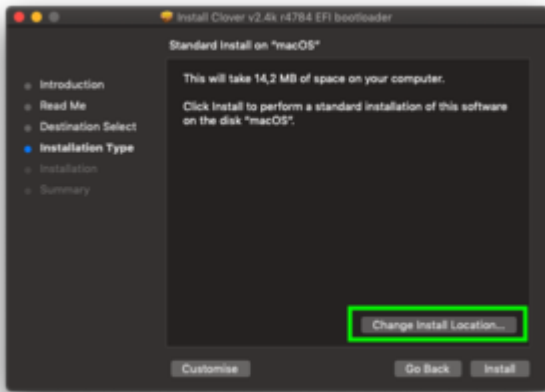 Install Clover v2.4k r4784 EFI bootloader
Standard Install on "macOS"
Introduction
Read Me
Destination Select
Installation Type
Installation
Summary
This will take 14,2 MB of space on your computer.
Click Install to perform a standard installation of this software
on the disk "macOS".
Change Install Location...
Customise
Go Back
Install